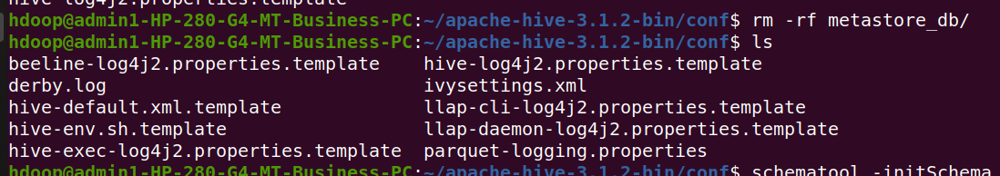 hive-exec-log4j2.properties.template
hdoop@admin1-HP-280-G4-MT-Business-PC:~/apache-hive-3.1.2-bin/conf$ rm -rf metastore_db/
hdoop@admin1-HP-280-G4-MT-Business-PC:~/apache-hive-3.1.2-bin/conf$ ls
beeline-log4j2.properties.template hive-log4j2.properties.template
derby.log ivysettings.xml
hive-default.xml.template llap-cli-log4j2.properties.template
hive-env.sh.template llap-daemon-log4j2.properties.template
hive-exec-log4j2.properties.template parquet-logging.properties
hdoop@admin1-HP-280-G4-MT-Business-PC:~/apache-hive-3.1.2-bin/conf$ schematool -initSchema